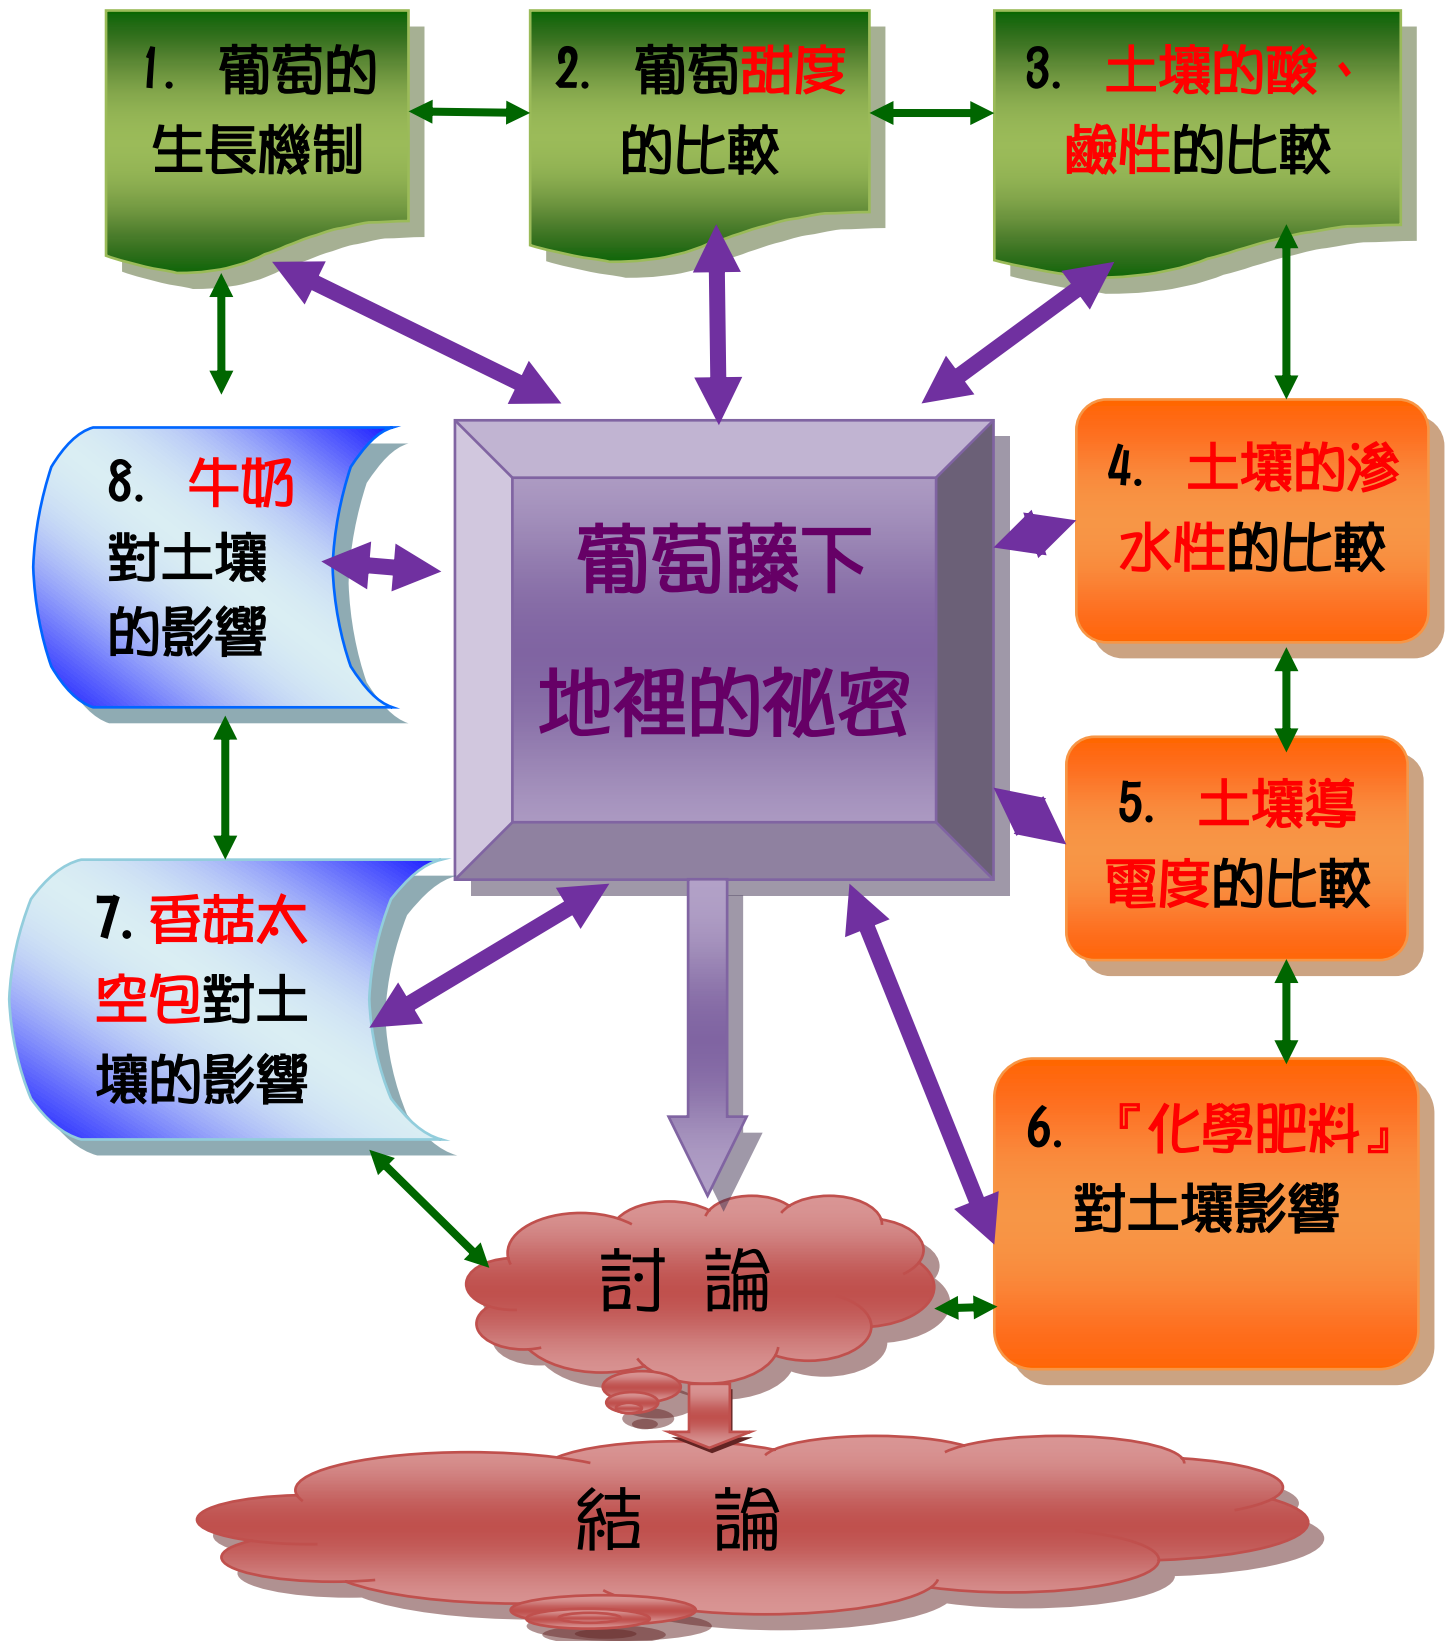 1. 葡萄的
生長機制
2. 葡萄甜度
的比較
3. 土壤的酸、
鹼性的比較
4. 土壤的滲
水性的比較
5. 土壤導
電度的比較
6. 『化學肥料』
對土壤影響
7.香菇太
空包對土
壤的影響
8. 牛奶
對土壤
的影響
葡萄藤下
地裡的祕密
討 論
結 論